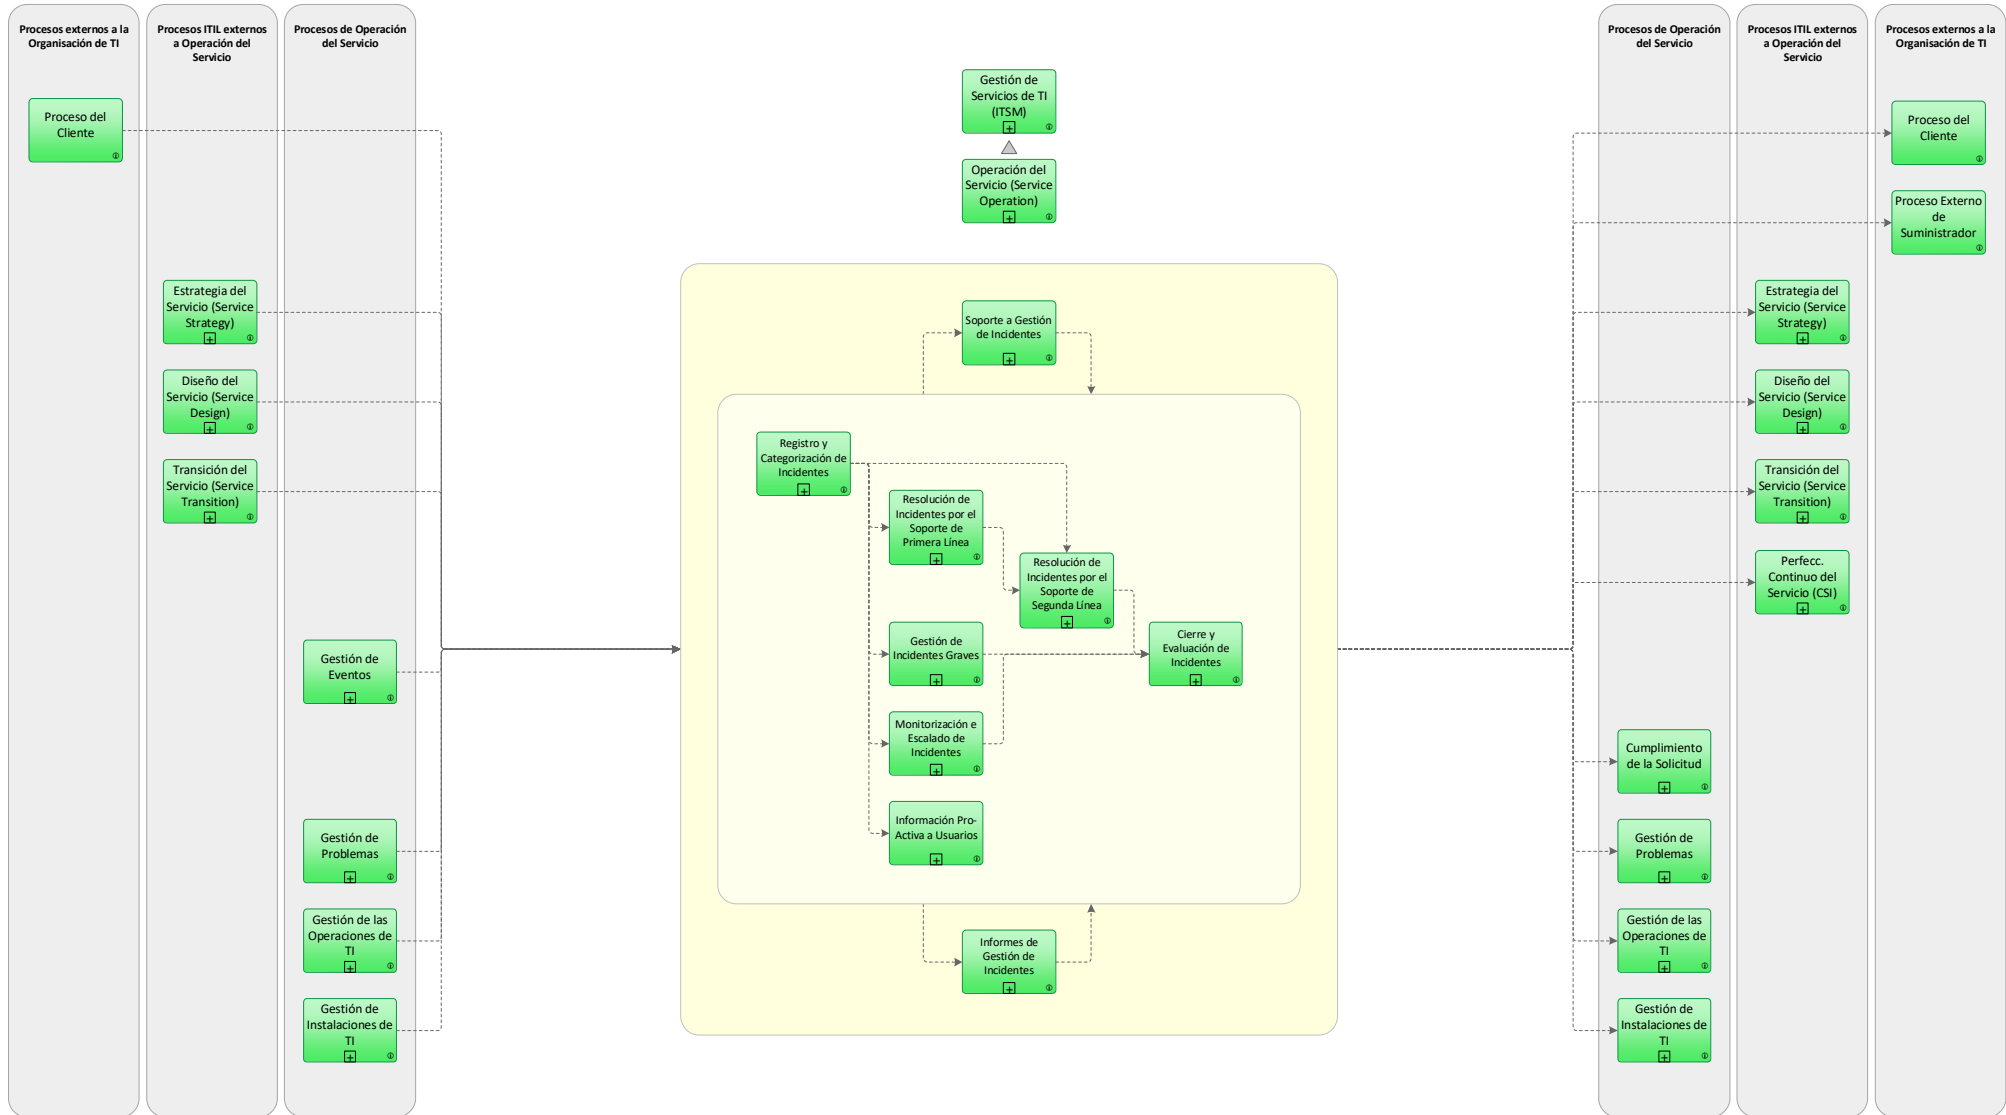 Procesos externos a la
Organisación de TI
Procesos ITIL externos
a Operación del
Servicio
Procesos de Operación
del Servicio
Procesos de Operación
del Servicio
Procesos ITIL externos
a Operación del
Servicio
Procesos externos a la
Organisación de TI
Proceso del
Cliente
Estrategia del
Servicio (Service
Strategy)
Diseño del
Servicio (Service
Design)
Transición del
Servicio (Service
Transition)
Gestión de
Eventos
Gestión de
Problemas
Gestión de las
Operaciones de
TI
Gestión de
Instalaciones de
TI
Gestión de
Servicios de TI
(ITSM)
Operación del
Servicio (Service
Operation)
Soporte a Gestión
de Incidentes
Registro y
Categorización de
Incidentes
Resolución de
Incidentes por el
Soporte de
Primera Línea
Resolución de
Incidentes por el
Soporte de
Segunda Línea
Gestión de
Incidentes Graves
Cierre y
Evaluación de
Incidentes
Monitorización e
Escalado de
Incidentes
Información Pro-
Activa a Usuarios
Informes de
Gestión de
Incidentes
Proceso del
Cliente
Proceso Externo
de
Suministrador
Estrategia del
Servicio (Service
Strategy)
Diseño del
Servicio (Service
Design)
Transición del
Servicio (Service
Transition)
Perfecc.
Continuo del
Servicio (CSI)
Cumplimiento
de la Solicitud
Gestión de
Problemas
Gestión de las
Operaciones de
TI
Gestión de
Instalaciones de
TI